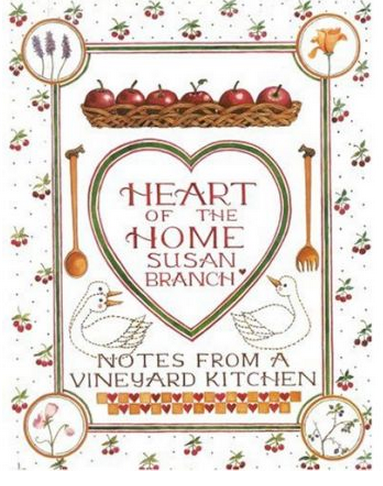 HEART
OF THE
HOME
SUSAN
BRANCH
NOTES FROM A
VINEYARD KITCHEN